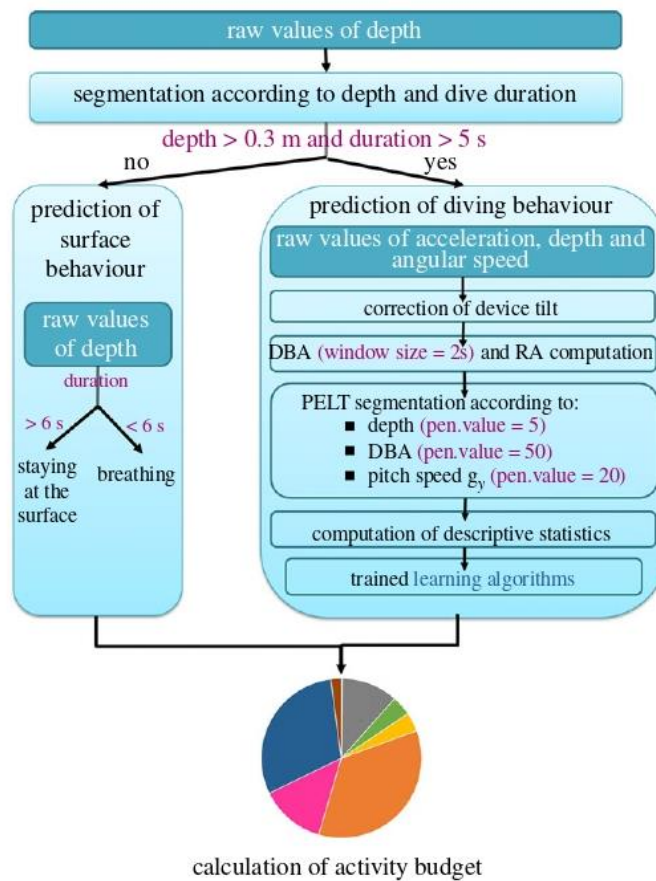 raw values of depth
segmentation according to depth and dive duration
depth > 0.3 m and duration > 5 s
no
yes
prediction of
surface
behaviour
raw values
of depth
duration
> 6 s
< 6 s
staying
at the
surface
breathing
prediction of diving behaviour
raw values of acceleration, depth and
angular speed
correction of device tilt
DBA (window size = 2s) and RA computation
PELT segmentation according to:
■ depth (pen.value = 5)
■ DBA (pen.value = 50)
■ pitch speed gy (pen.value = 20)
computation of descriptive statistics
trained learning algorithms
calculation of activity budget